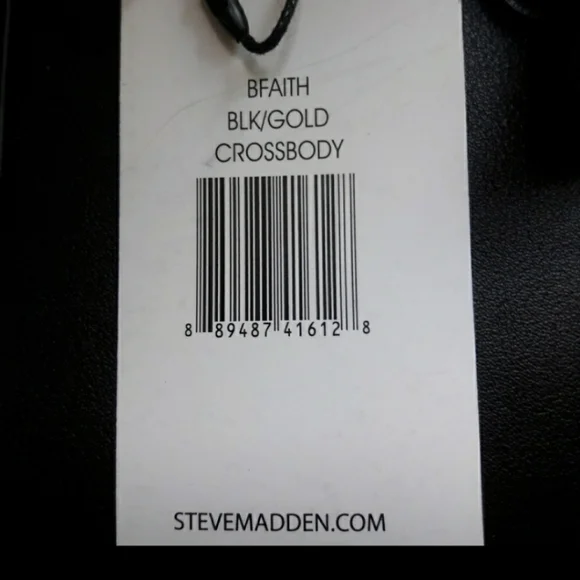 BFAITH
BLK/GOLD
CROSSBODY
8 89487 41612 8
STEVEMADDEN.COM